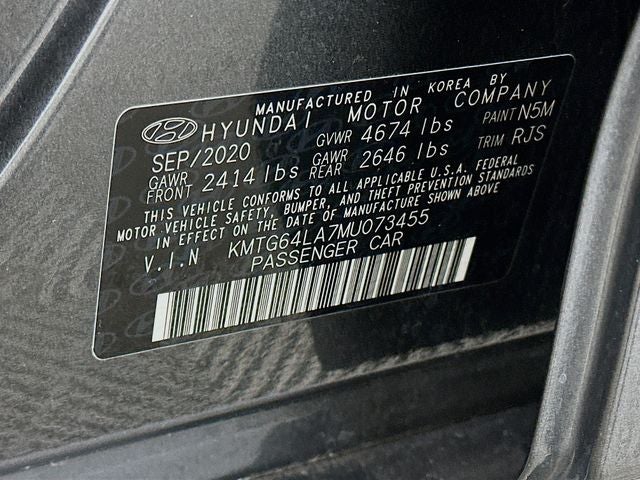 MANUFACTURED IN KOREA BY
HYUNDAI MOTOR COMPANY
SEP/2020 GVWR 4674 lbs PAINT N5M
GAWR FRONT 2414 lbs GAWR REAR 2646 lbs TRIM RJS
THIS VEHICLE CONFORMS TO ALL APPLICABLE U.S.A. FEDERAL
MOTOR VEHICLE SAFETY, BUMPER, AND THEFT PREVENTION STANDARDS
IN EFFECT ON THE DATE OF MANUFACTURE SHOWN ABOVE
V.I.N KMTG64LA7MU073455
PASSENGER CAR